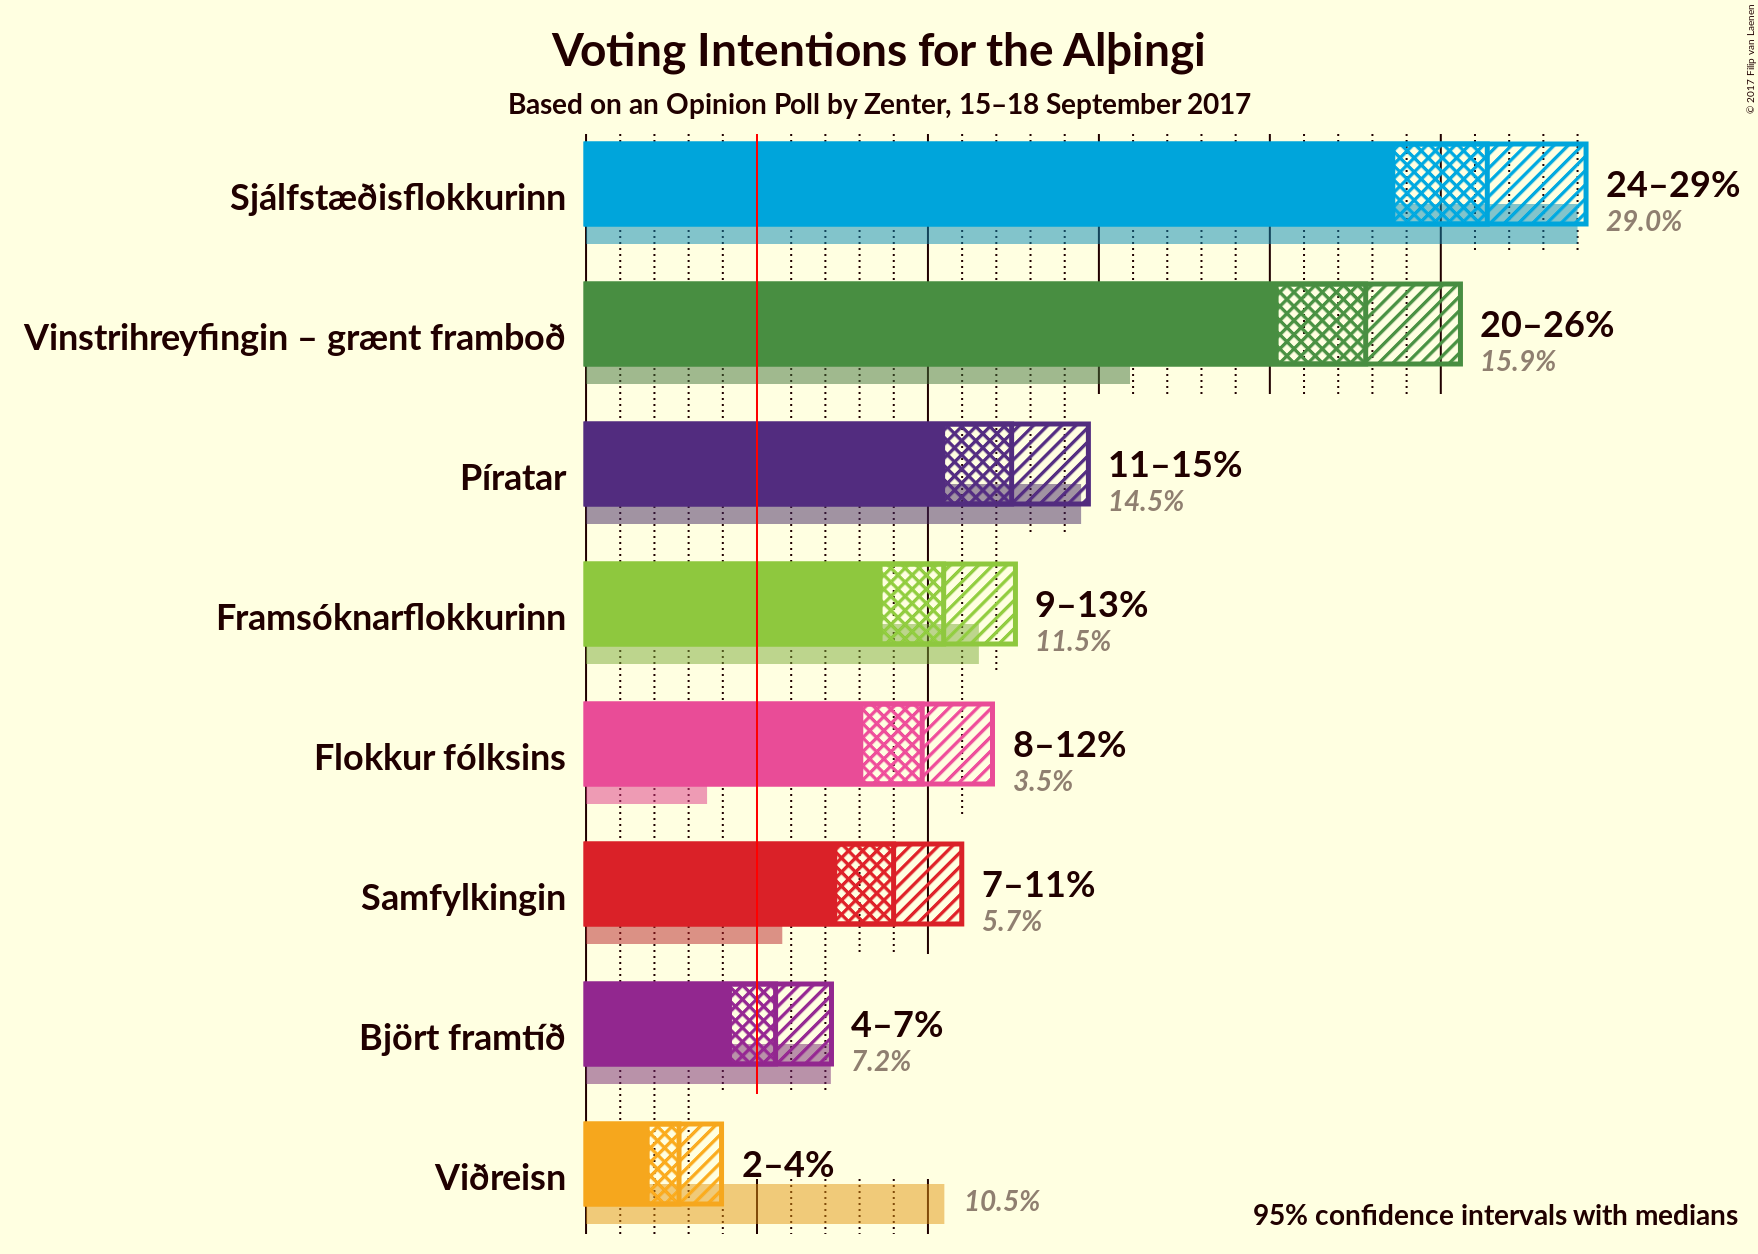 Voting Intentions for the Alþingi
Based on an Opinion Poll by Zenter, 15–18 September 2017
© 2017 Filip van Laenen
Sjálfstæðisflokkurinn
24–29%
29.0%
Vinstrihreyfingin – grænt framboð
20–26%
15.9%
Píratar
11–15%
14.5%
Framsóknarflokkurinn
9–13%
11.5%
Flokkur fólksins
8–12%
3.5%
Samfylkingin
7–11%
5.7%
Björt framtíð
4–7%
7.2%
Viðreisn
2–4%
10.5%
95% confidence intervals with medians